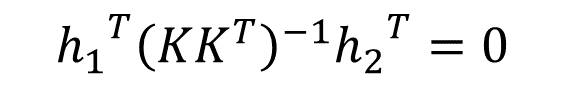 h₁ᵀ(KKᵀ)⁻¹h₂ᵀ = 0